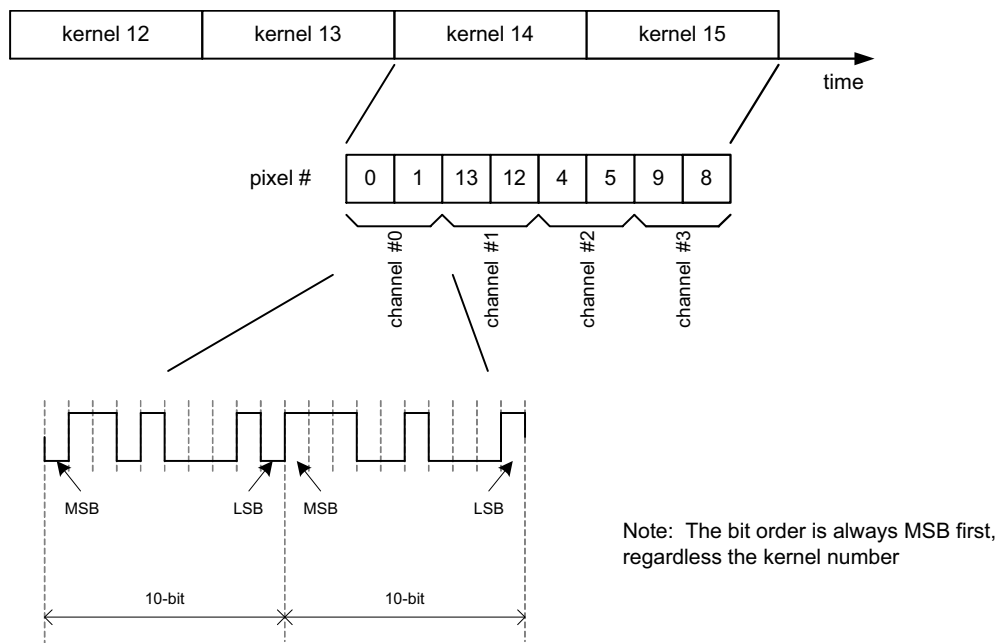 kernel 12 kernel 13 kernel 14 kernel 15
time
pixel # 0 1 13 12 4 5 9 8
channel #0 channel #1 channel #2 channel #3
MSB LSB MSB LSB
Note: The bit order is always MSB first,
regardless the kernel number
10-bit 10-bit